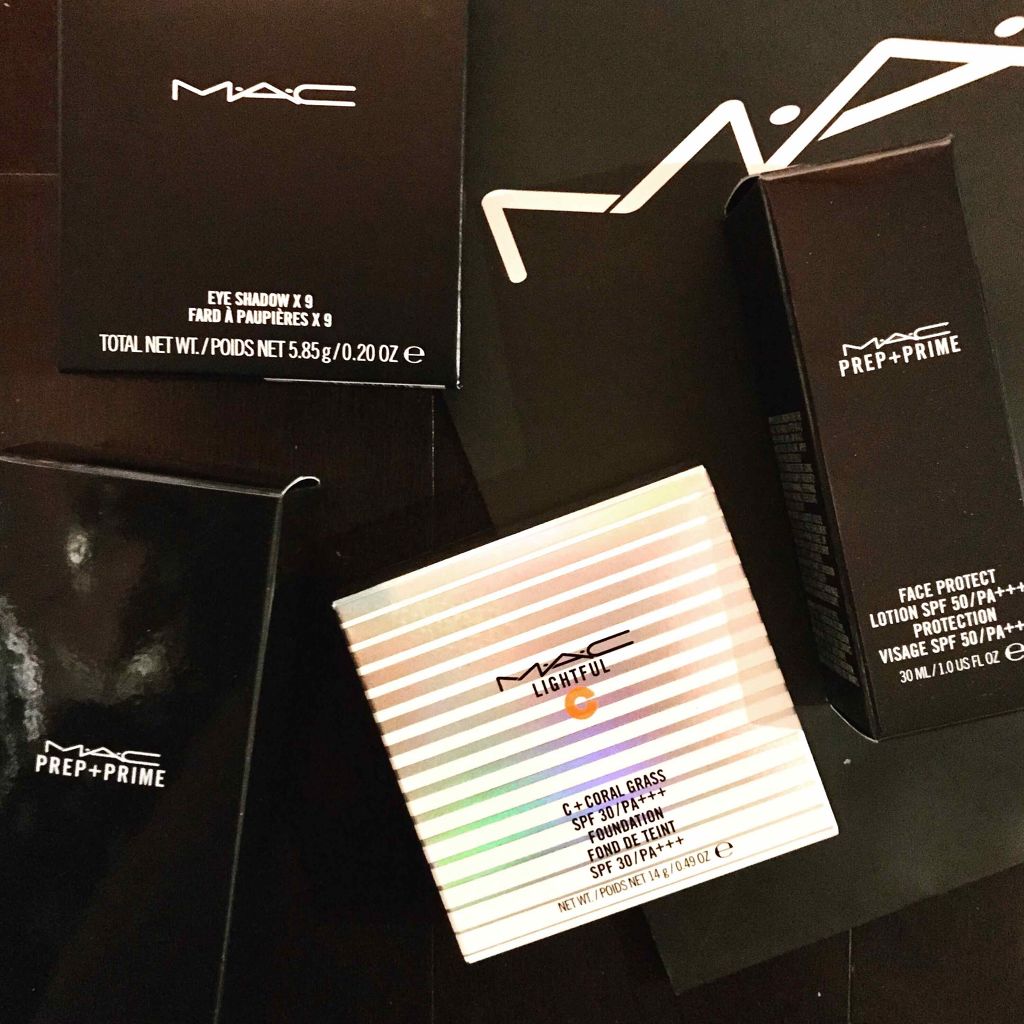 M·A·C
EYE SHADOW X 9
FARD À PAUPIÈRES X 9
TOTAL NET WT. / POIDS NET 5.85 g / 0.20 OZ ℮
M·A·C
M·A·C
PREP+PRIME
FACE PROTECT
LOTION SPF 50/PA+++
PROTECTION
VISAGE SPF 50/PA++
30 ML / 1.0 US FL OZ ℮
M·A·C
LIGHTFUL
C
C + CORAL GRASS
SPF 30/PA+++
FOUNDATION
FOND DE TEINT
SPF 30/PA+++
NET WT. / POIDS NET 14 g / 0.49 OZ ℮
M·A·C
PREP+PRIME